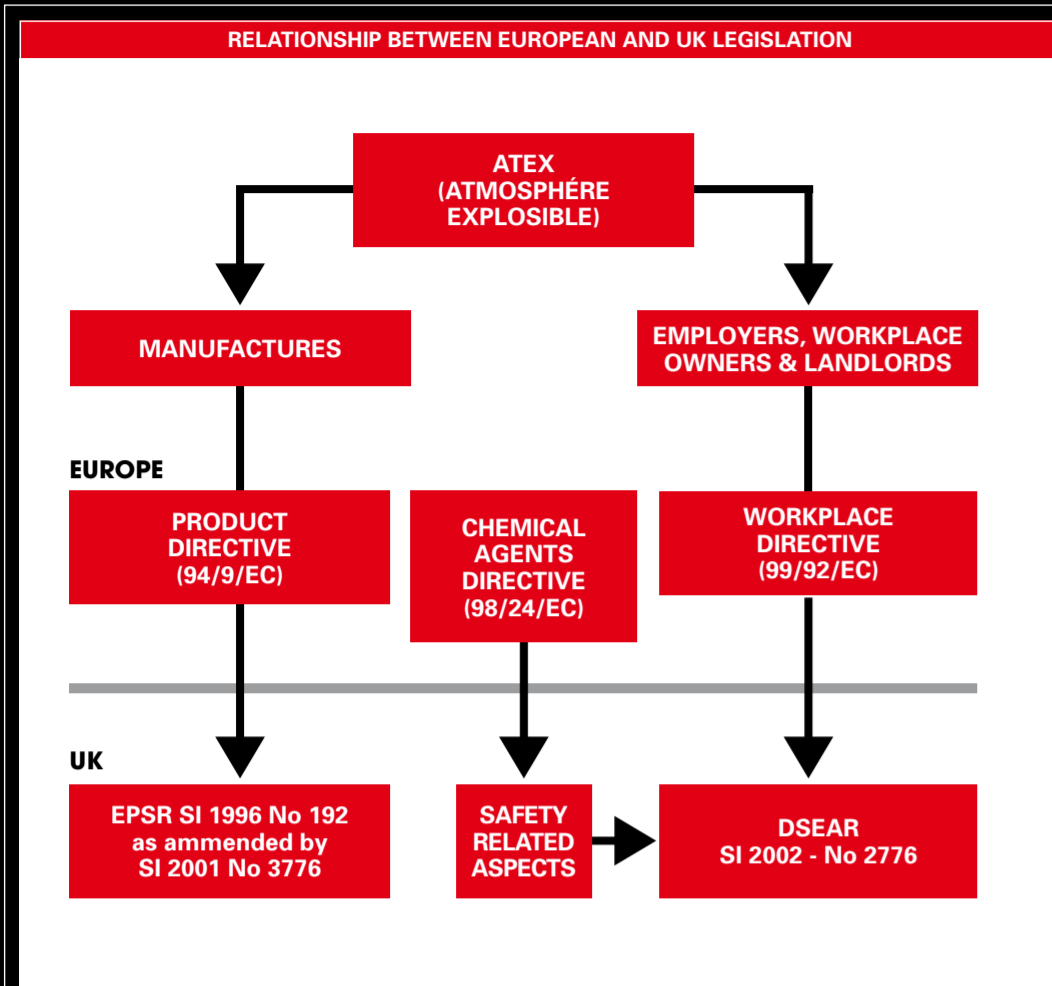 RELATIONSHIP BETWEEN EUROPEAN AND UK LEGISLATION
ATEX
(ATMOSPHÉRE
EXPLOSIBLE)
MANUFACTURES
EMPLOYERS, WORKPLACE
OWNERS & LANDLORDS
EUROPE
PRODUCT
DIRECTIVE
(94/9/EC)
CHEMICAL
AGENTS
DIRECTIVE
(98/24/EC)
WORKPLACE
DIRECTIVE
(99/92/EC)
UK
EPSR SI 1996 No 192
as ammended by
SI 2001 No 3776
SAFETY
RELATED
ASPECTS
DSEAR
SI 2002 - No 2776